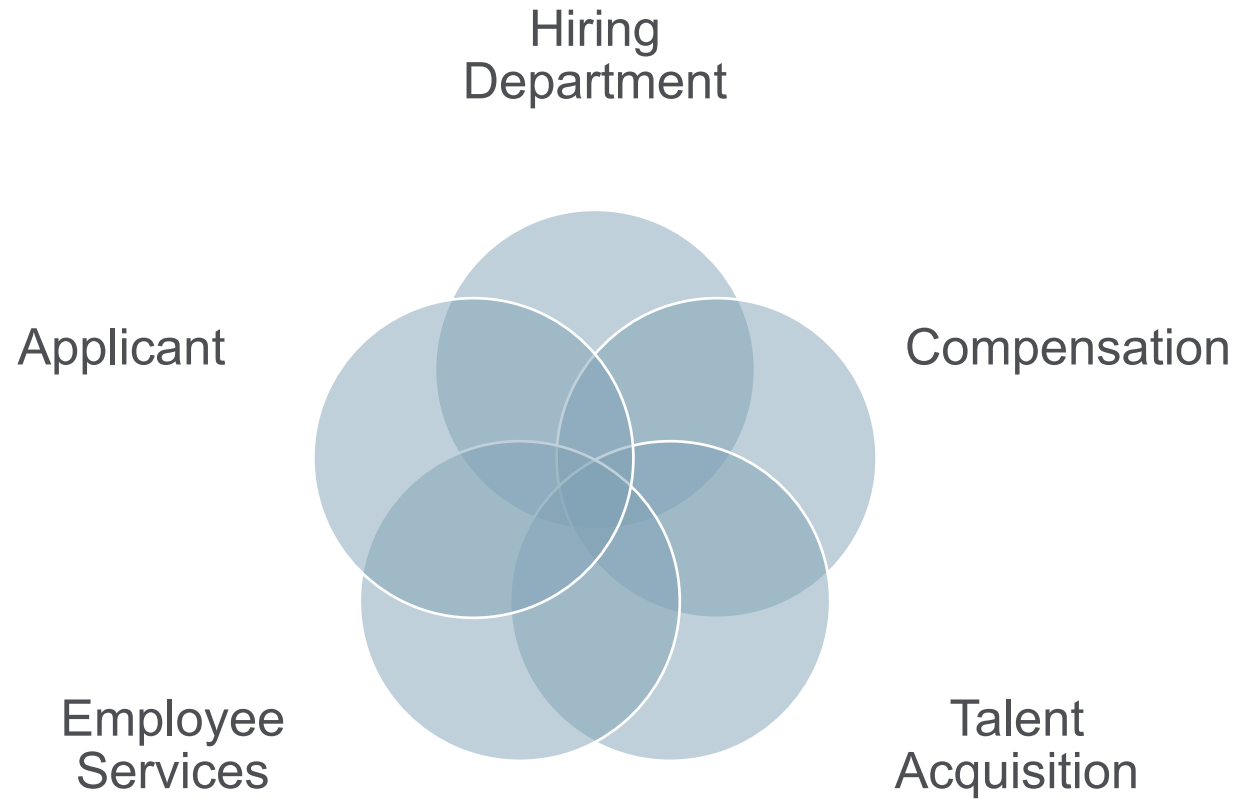 Hiring
Department
Applicant
Compensation
Employee
Services
Talent
Acquisition